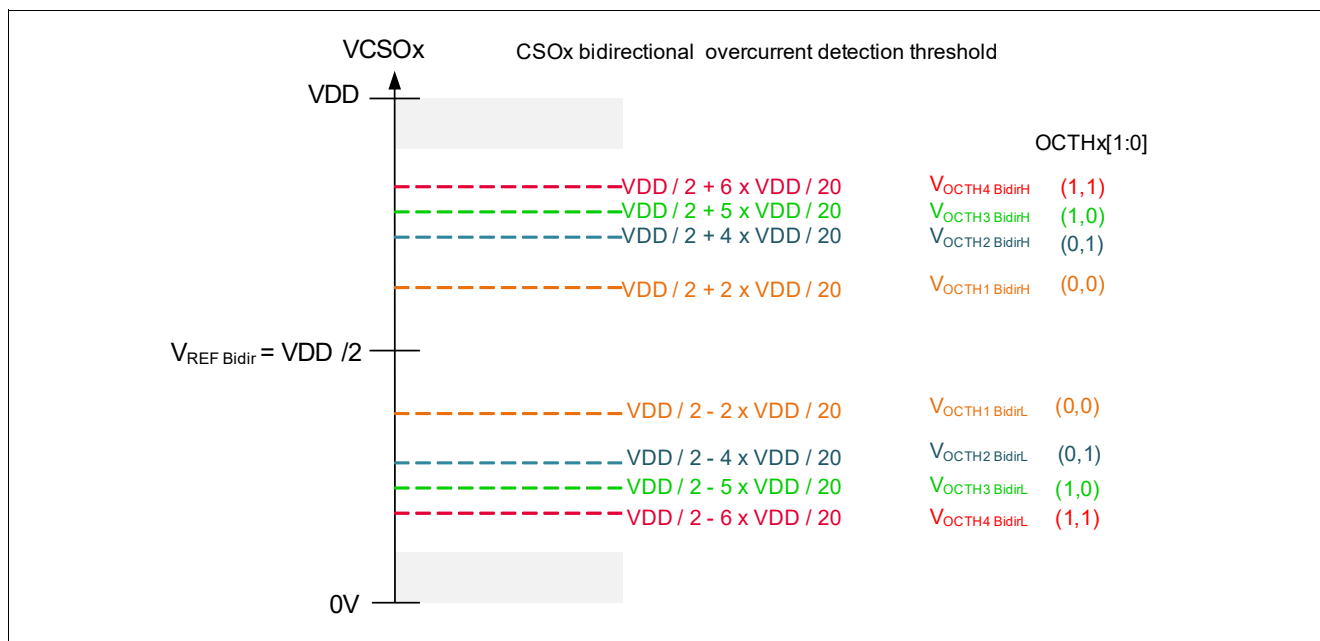 VCSOx CSOx bidirectional overcurrent detection threshold
VDD
OCTHx[1:0]
VDD / 2 + 6 x VDD / 20 VOCTH4 BidirH (1,1)
VDD / 2 + 5 x VDD / 20 VOCTH3 BidirH (1,0)
VDD / 2 + 4 x VDD / 20 VOCTH2 BidirH (0,1)
VDD / 2 + 2 x VDD / 20 VOCTH1 BidirH (0,0)
VREF Bidir = VDD /2
VDD / 2 - 2 x VDD / 20 VOCTH1 BidirL (0,0)
VDD / 2 - 4 x VDD / 20 VOCTH2 BidirL (0,1)
VDD / 2 - 5 x VDD / 20 VOCTH3 BidirL (1,0)
VDD / 2 - 6 x VDD / 20 VOCTH4 BidirL (1,1)
0V